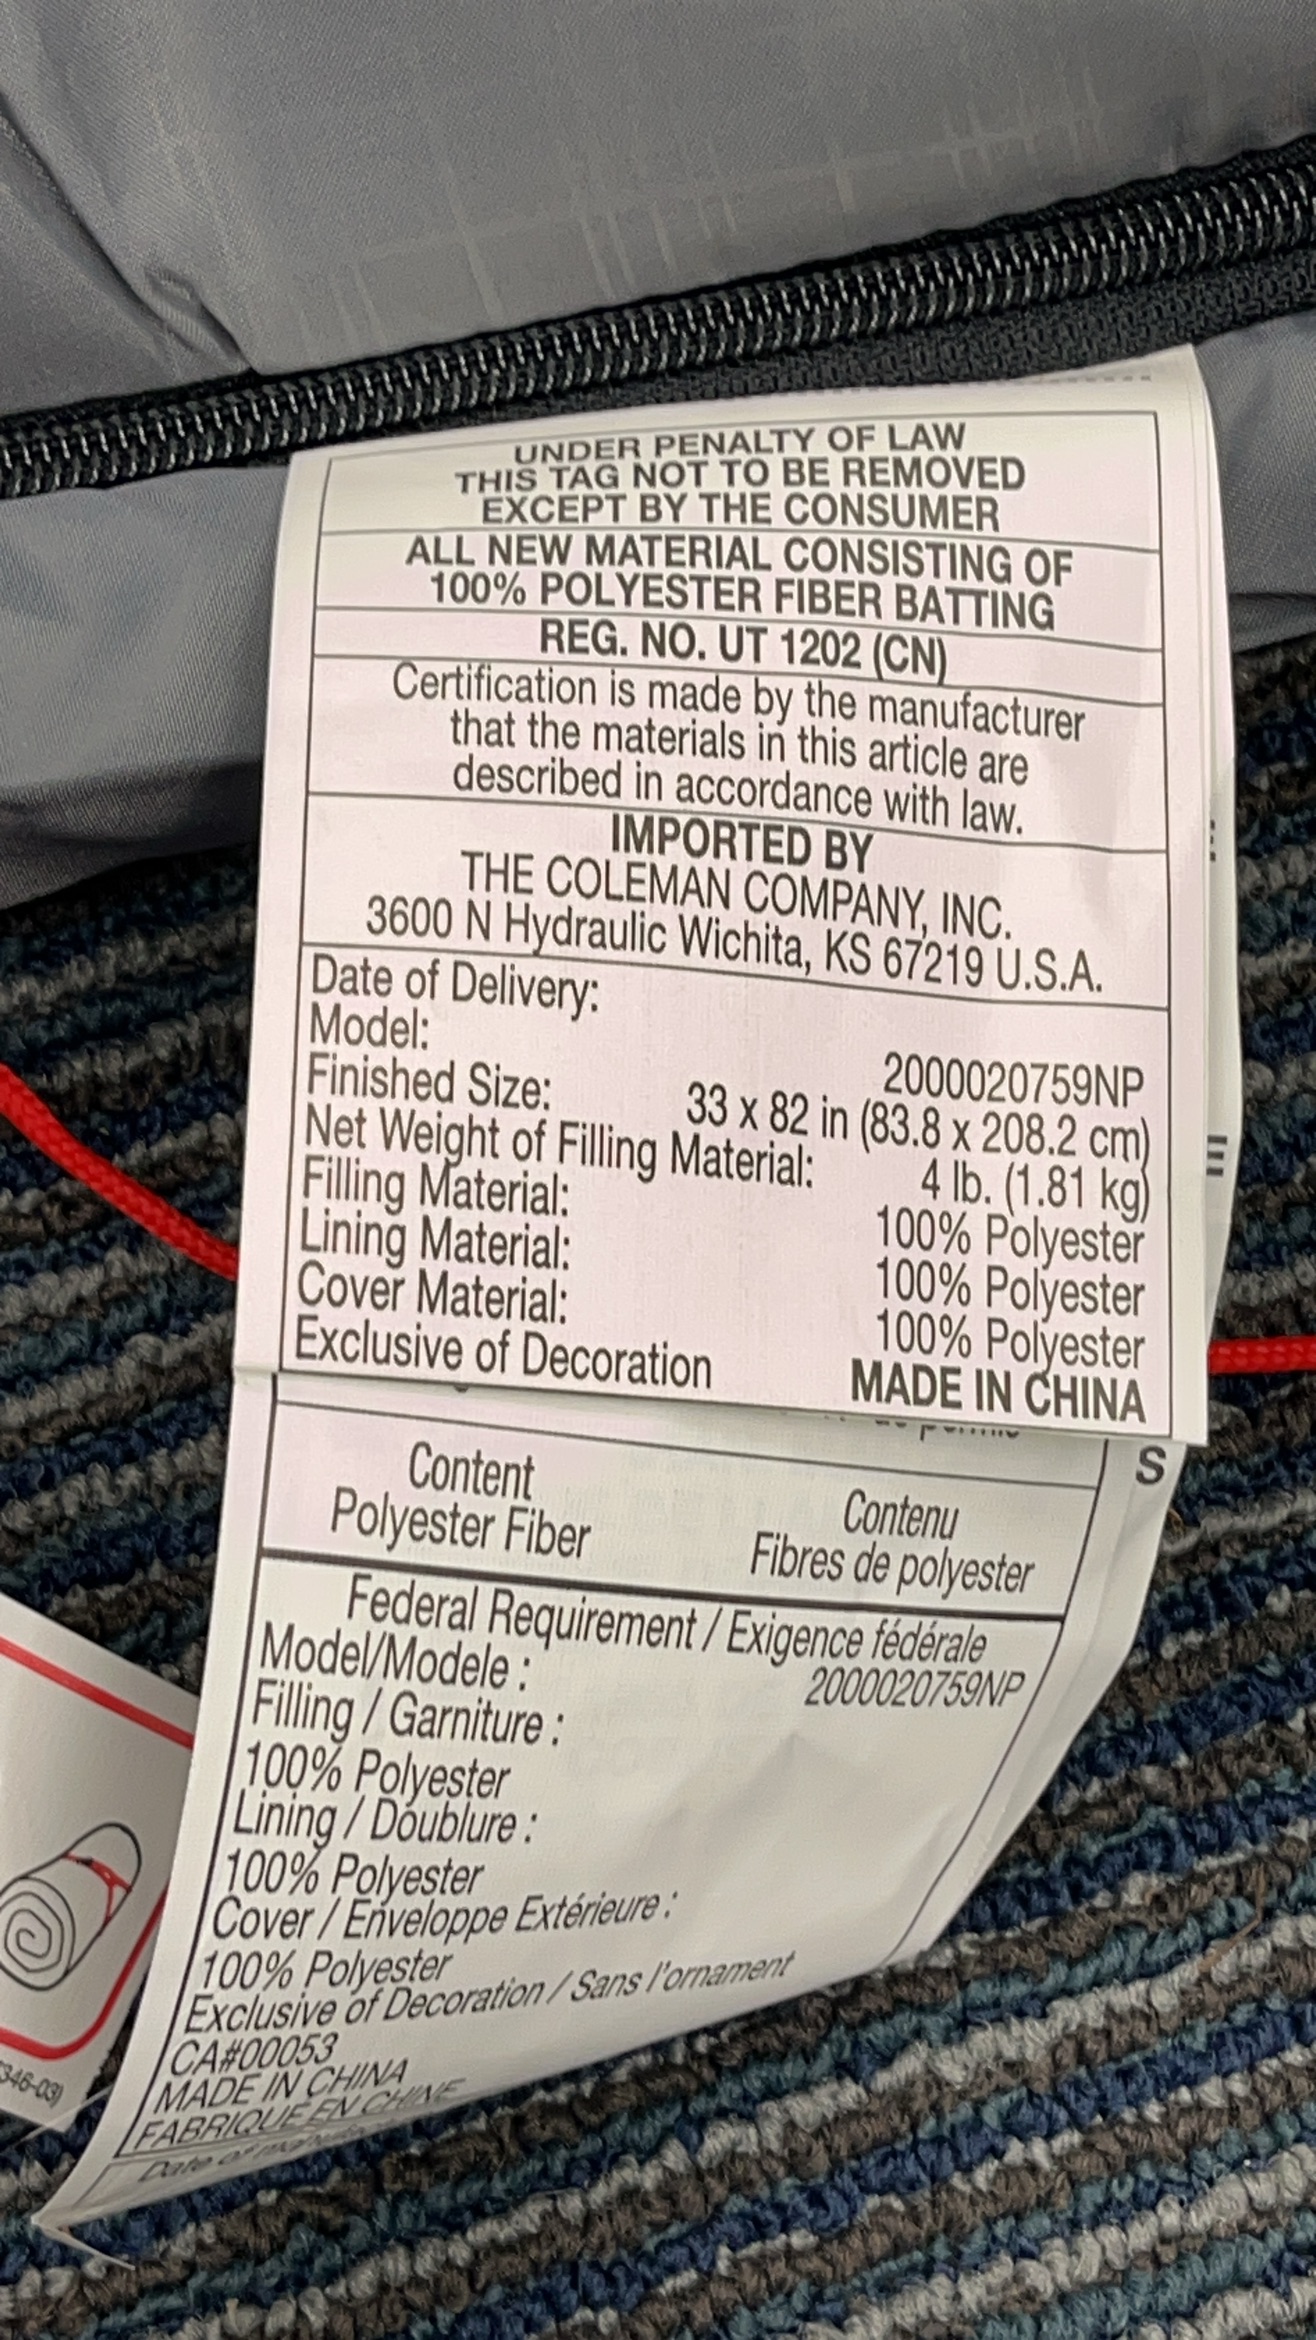 UNDER PENALTY OF LAW
THIS TAG NOT TO BE REMOVED
EXCEPT BY THE CONSUMER
ALL NEW MATERIAL CONSISTING OF
100% POLYESTER FIBER BATTING
REG. NO. UT 1202 (CN)
Certification is made by the manufacturer
that the materials in this article are
described in accordance with law.
IMPORTED BY
THE COLEMAN COMPANY, INC.
3600 N Hydraulic Wichita, KS 67219 U.S.A.
Date of Delivery:
Model: 2000020759NP
Finished Size: 33 x 82 in (83.8 x 208.2 cm)
Net Weight of Filling Material: 4 lb. (1.81 kg)
Filling Material: 100% Polyester
Lining Material: 100% Polyester
Cover Material: 100% Polyester
Exclusive of Decoration MADE IN CHINA
S
Content Contenu
Polyester Fiber Fibres de polyester
Federal Requirement / Exigence fédérale
Model/Modele : 2000020759NP
Filling / Garniture :
100% Polyester
Lining / Doublure :
100% Polyester
Cover / Enveloppe Extérieure :
100% Polyester
Exclusive of Decoration / Sans l'ornament
CA#00053
MADE IN CHINA
FABRIQUÉ EN CHINE
Date of
346-03)